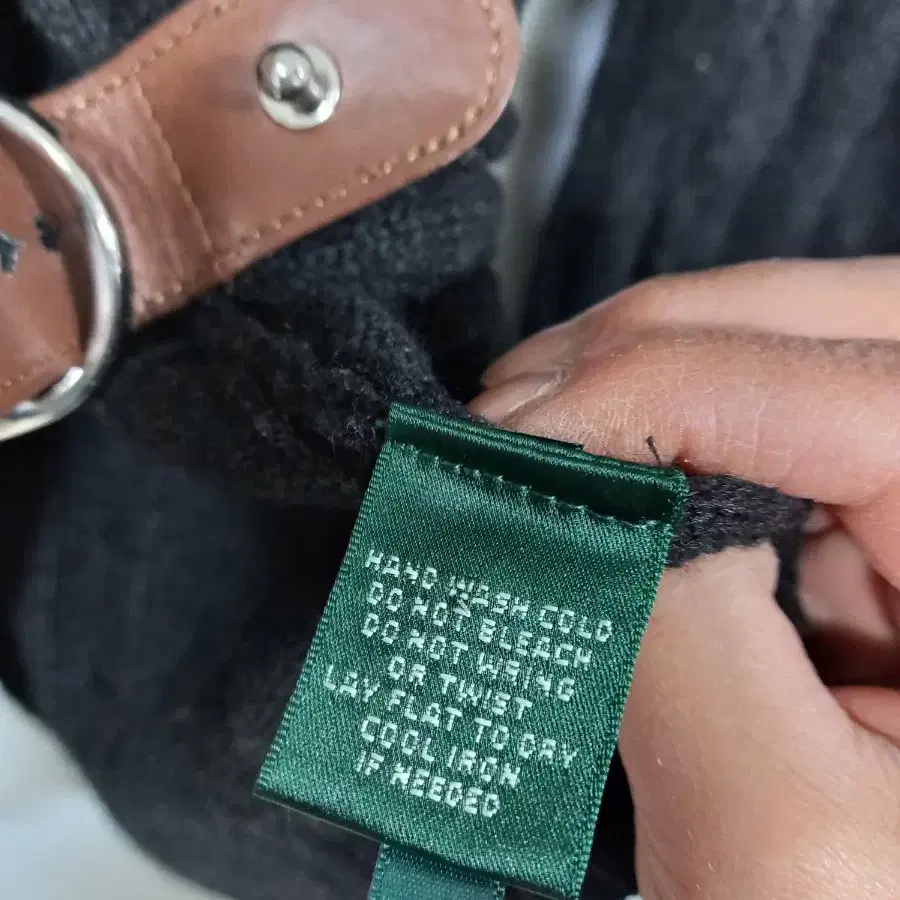 HAND WASH COLD
DO NOT BLEACH
DO NOT WRING
OR TWIST
LAY FLAT TO DRY
COOL IRON
IF NEEDED